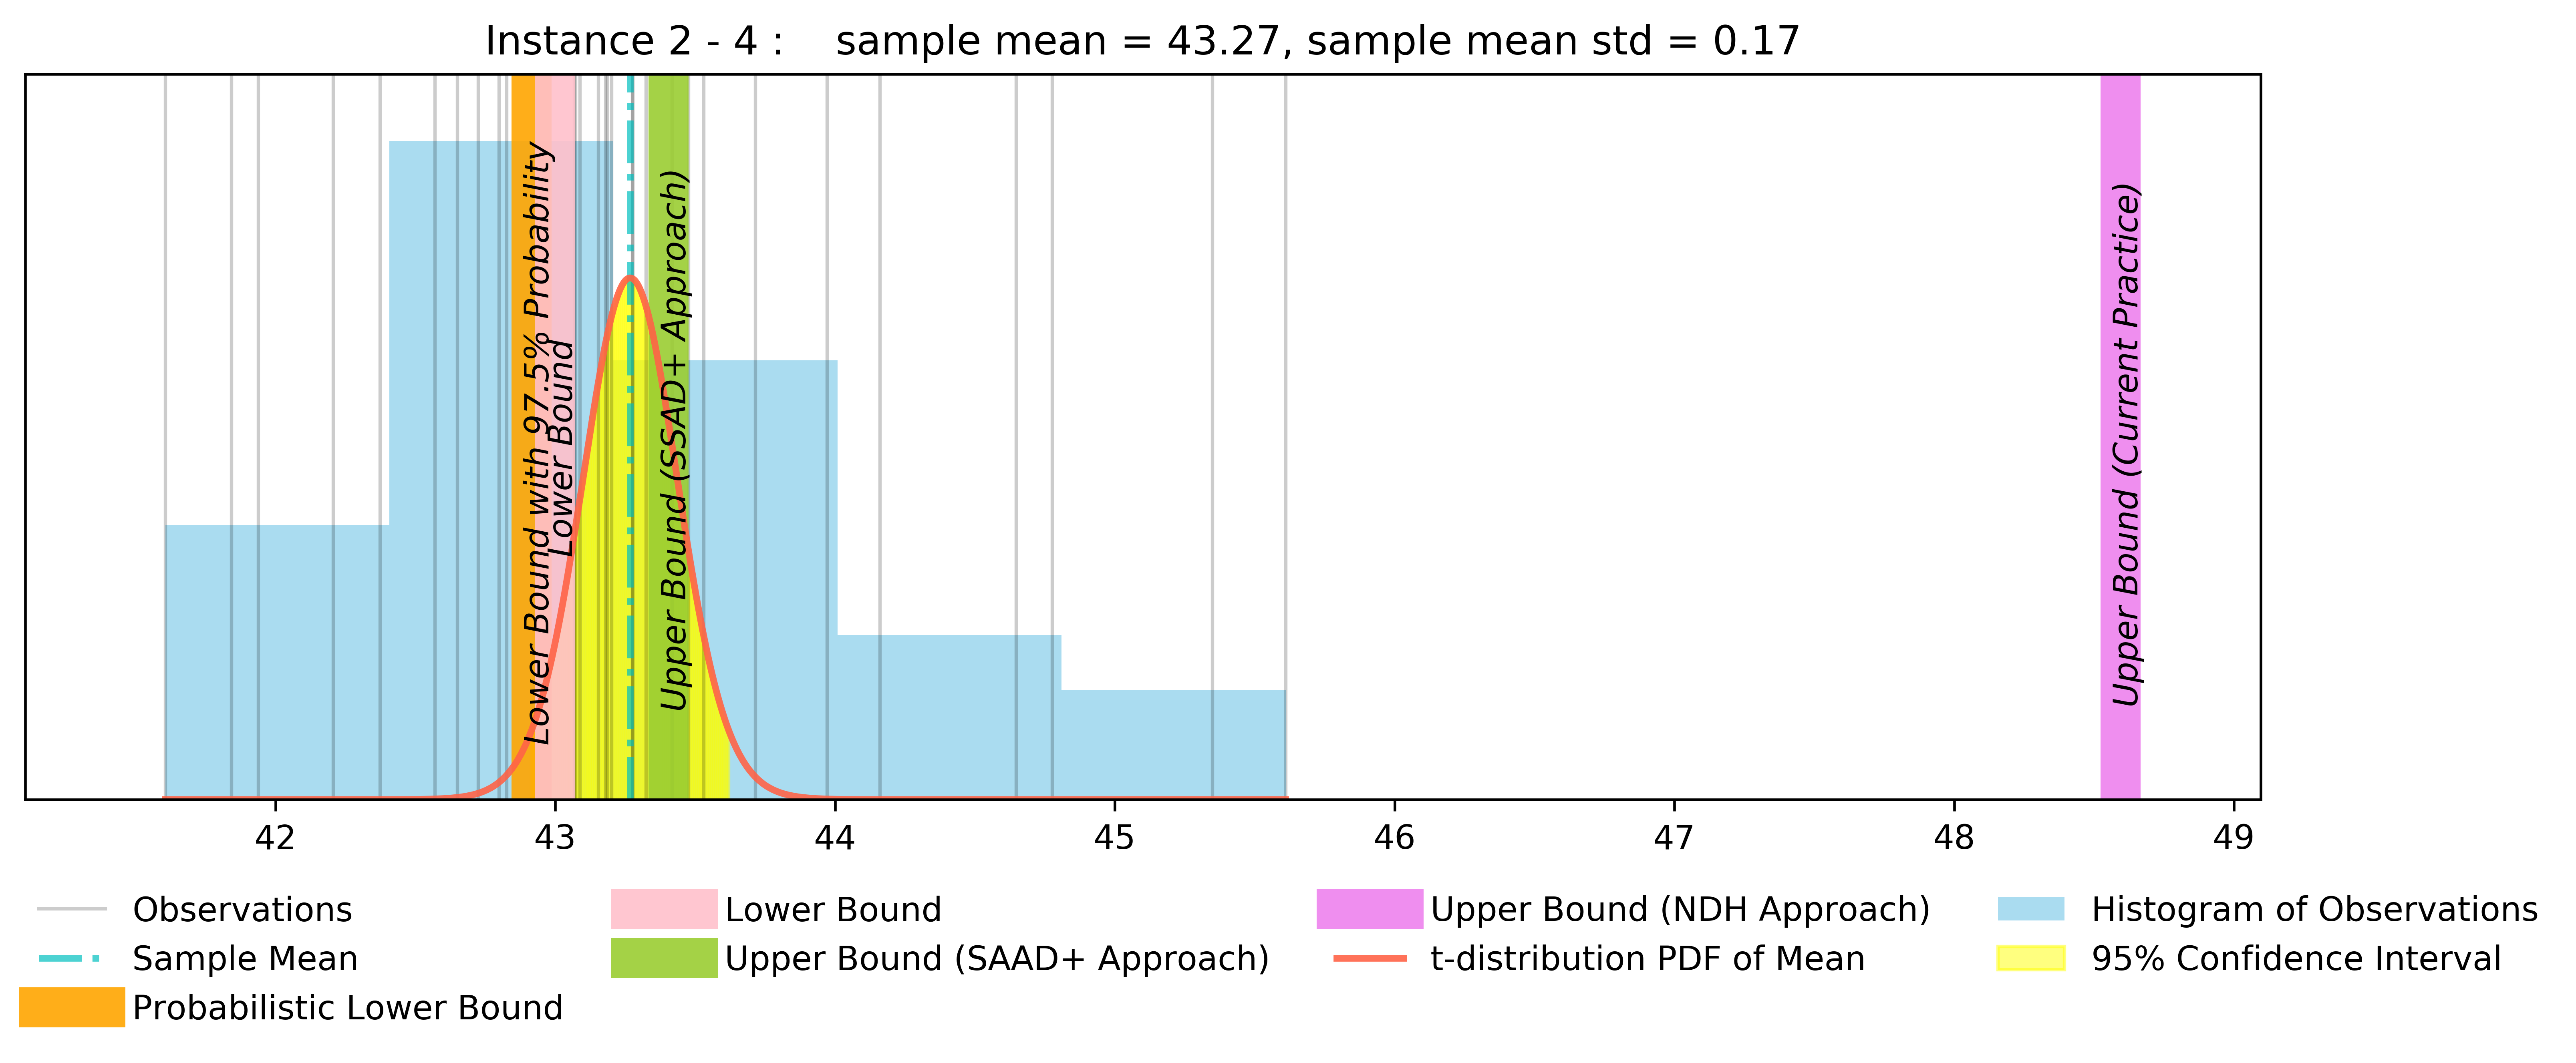 Instance 2 - 4 :    sample mean = 43.27, sample mean std = 0.17
Lower Bound with 97.5% Probability
Lower Bound
Upper Bound (SSAD+ Approach)
Upper Bound (Current Practice)
42 43 44 45 46 47 48 49
Observations
Sample Mean
Probabilistic Lower Bound
Lower Bound
Upper Bound (SAAD+ Approach)
Upper Bound (NDH Approach)
t-distribution PDF of Mean
Histogram of Observations
95% Confidence Interval